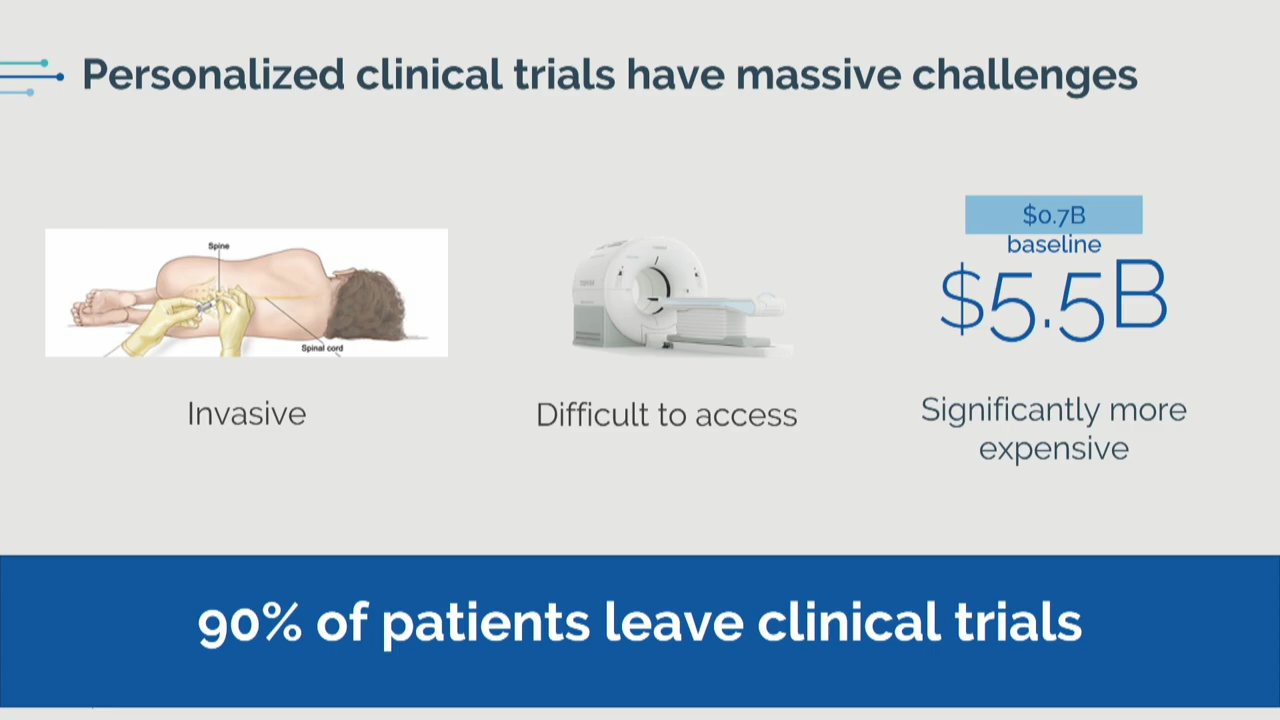 Personalized clinical trials have massive challenges
Spine
Spinal cord
Invasive
Difficult to access
$0.7B
baseline
$5.5B
Significantly more
expensive
90% of patients leave clinical trials